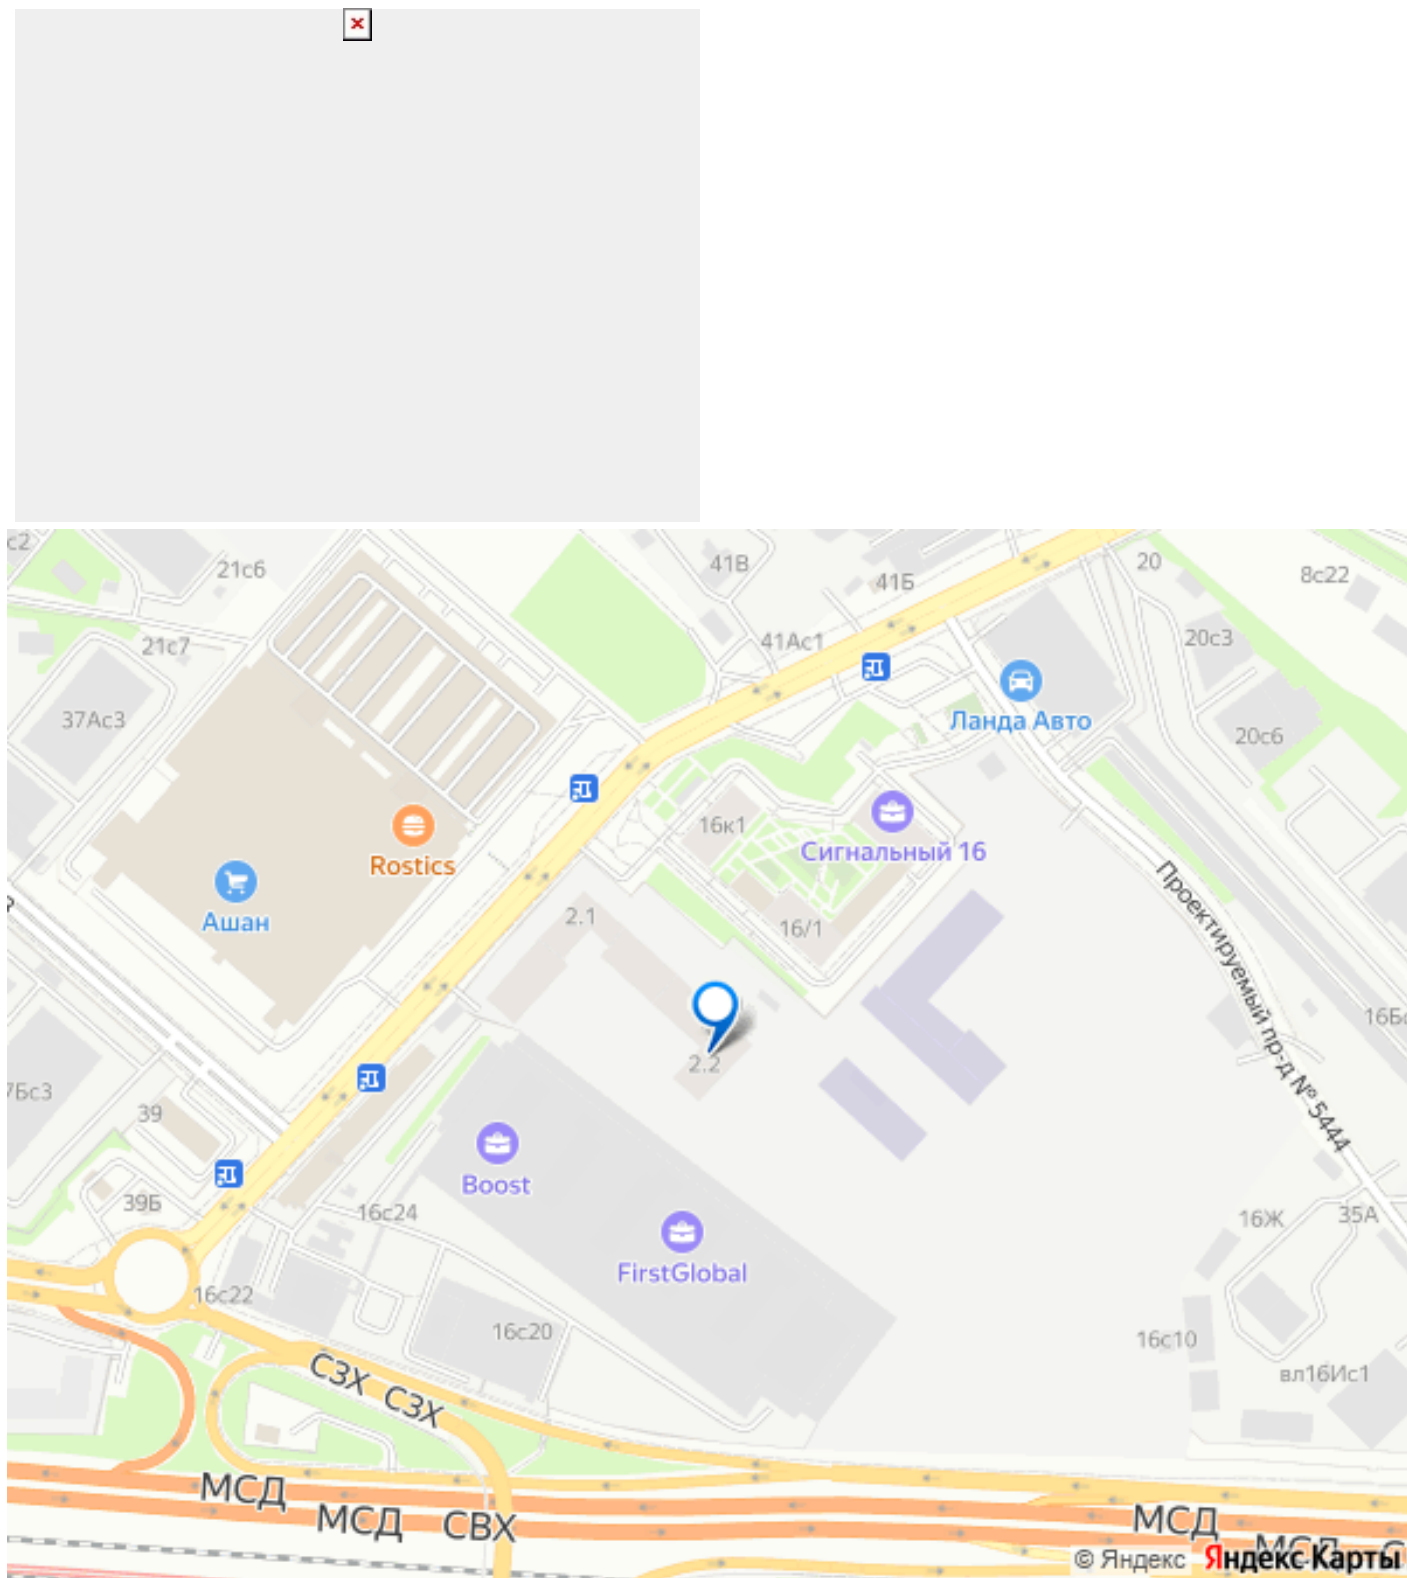 с2
21с6
41В
41Б
20
8с22
21с7
41Ас1
20с3
37Ас3
Ланда Авто
20с6
16к1
Сигнальный 16
Rostics
Ашан
2.1
16/1
Проектируемый пр-д № 5444
2.2
39
Boost
39Б
16с24
16Ж
35А
FirstGlobal
16с22
16с20
16с10
вл16Ис1
СЗХ
СЗХ
МСД
МСД
СВХ
МСД
© Яндекс
Яндекс Карты